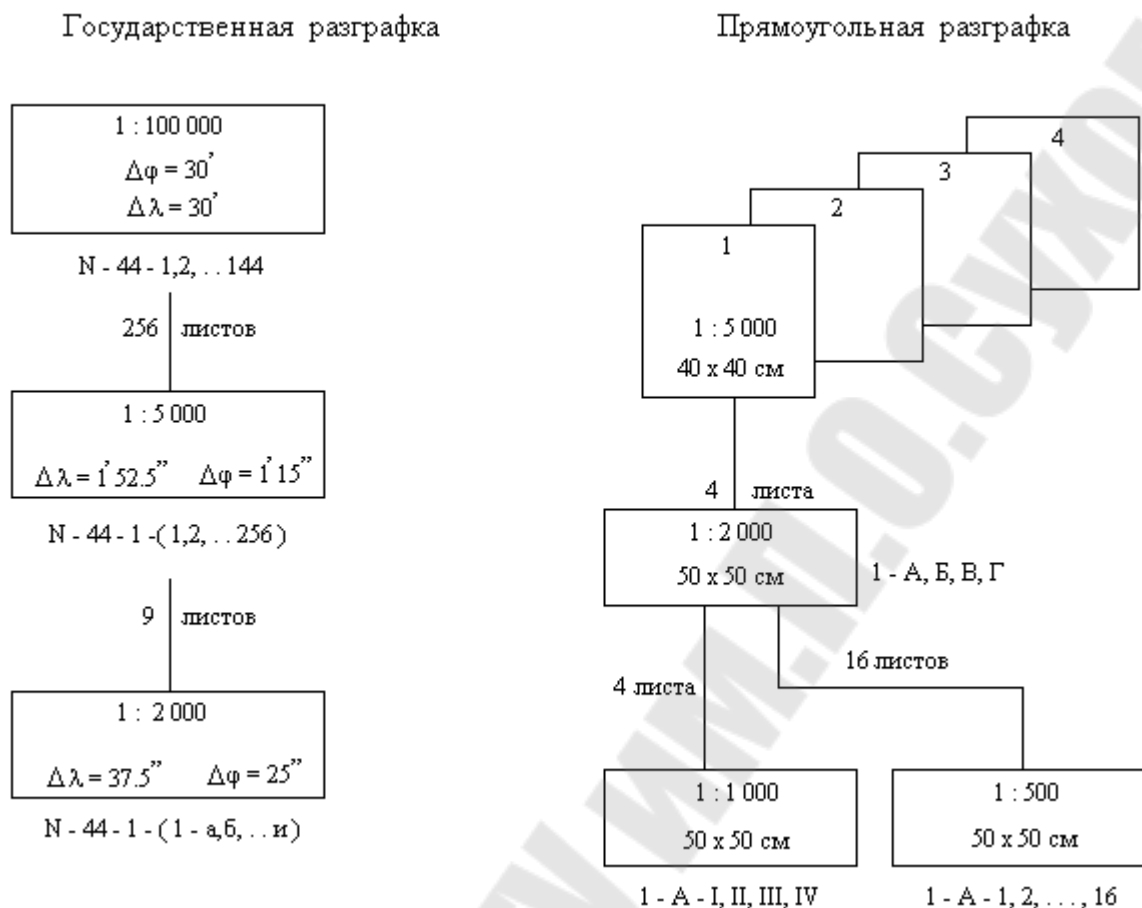 Государственная разграфка
1 : 100 000
Δφ = 30’
Δλ = 30’
N - 44 - 1,2, . . 144
256 листов
1 : 5 000
Δλ = 1’ 52.5” Δφ = 1’ 15”
N - 44 - 1 -( 1,2, . . 256 )
9 листов
1 : 2 000
Δλ = 37.5” Δφ = 25”
N - 44 - 1 - ( 1 - а,б, . . и )
Прямоугольная разграфка
4
3
2
1
1 : 5 000
40 x 40 см
4 листа
1 : 2 000
50 x 50 см
1 - А, Б, В, Г
4 листа
16 листов
1 : 1 000
50 x 50 см
1 - А - I, II, III, IV
1 : 500
50 x 50 см
1 - А - 1, 2, . . . , 16
им.П.О.Сухо